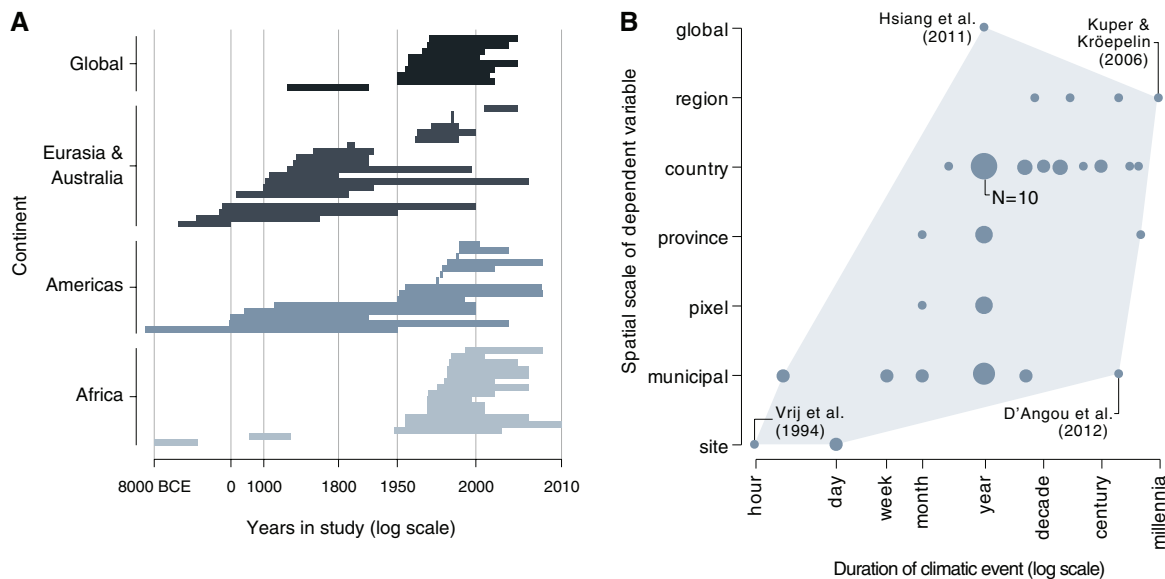 A
Global
Eurasia &
Australia
Americas
Africa
Continent
8000 BCE
0
1000
1800
1950
2000
2010
Years in study (log scale)
B
Hsiang et al.
(2011)
Kuper &
Kröepelin
(2006)
global
region
country
province
pixel
municipal
site
Spatial scale of dependent variable
N=10
Vrij et al.
(1994)
D'Angou et al.
(2012)
hour
day
week
month
year
decade
century
millennia
Duration of climatic event (log scale)